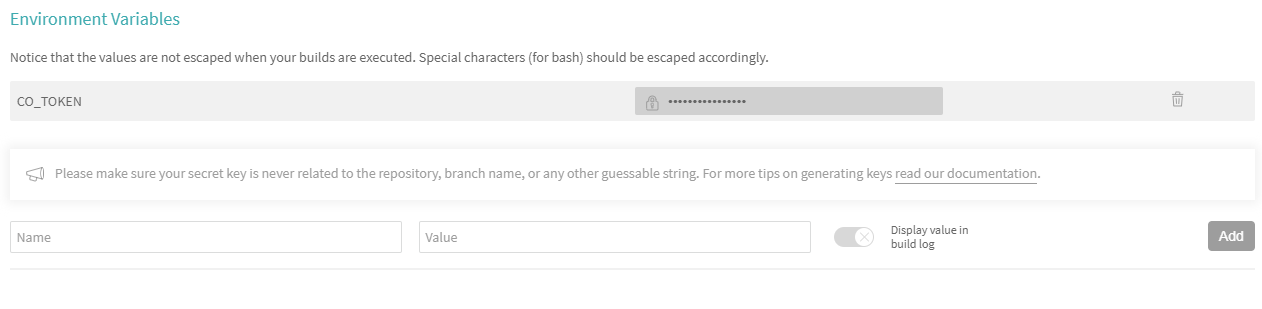 Environment Variables
Notice that the values are not escaped when your builds are executed. Special characters (for bash) should be escaped accordingly.
CO_TOKEN ••••••••••••••••
Please make sure your secret key is never related to the repository, branch name, or any other guessable string. For more tips on generating keys read our documentation.
Name Value Display value in
build log Add